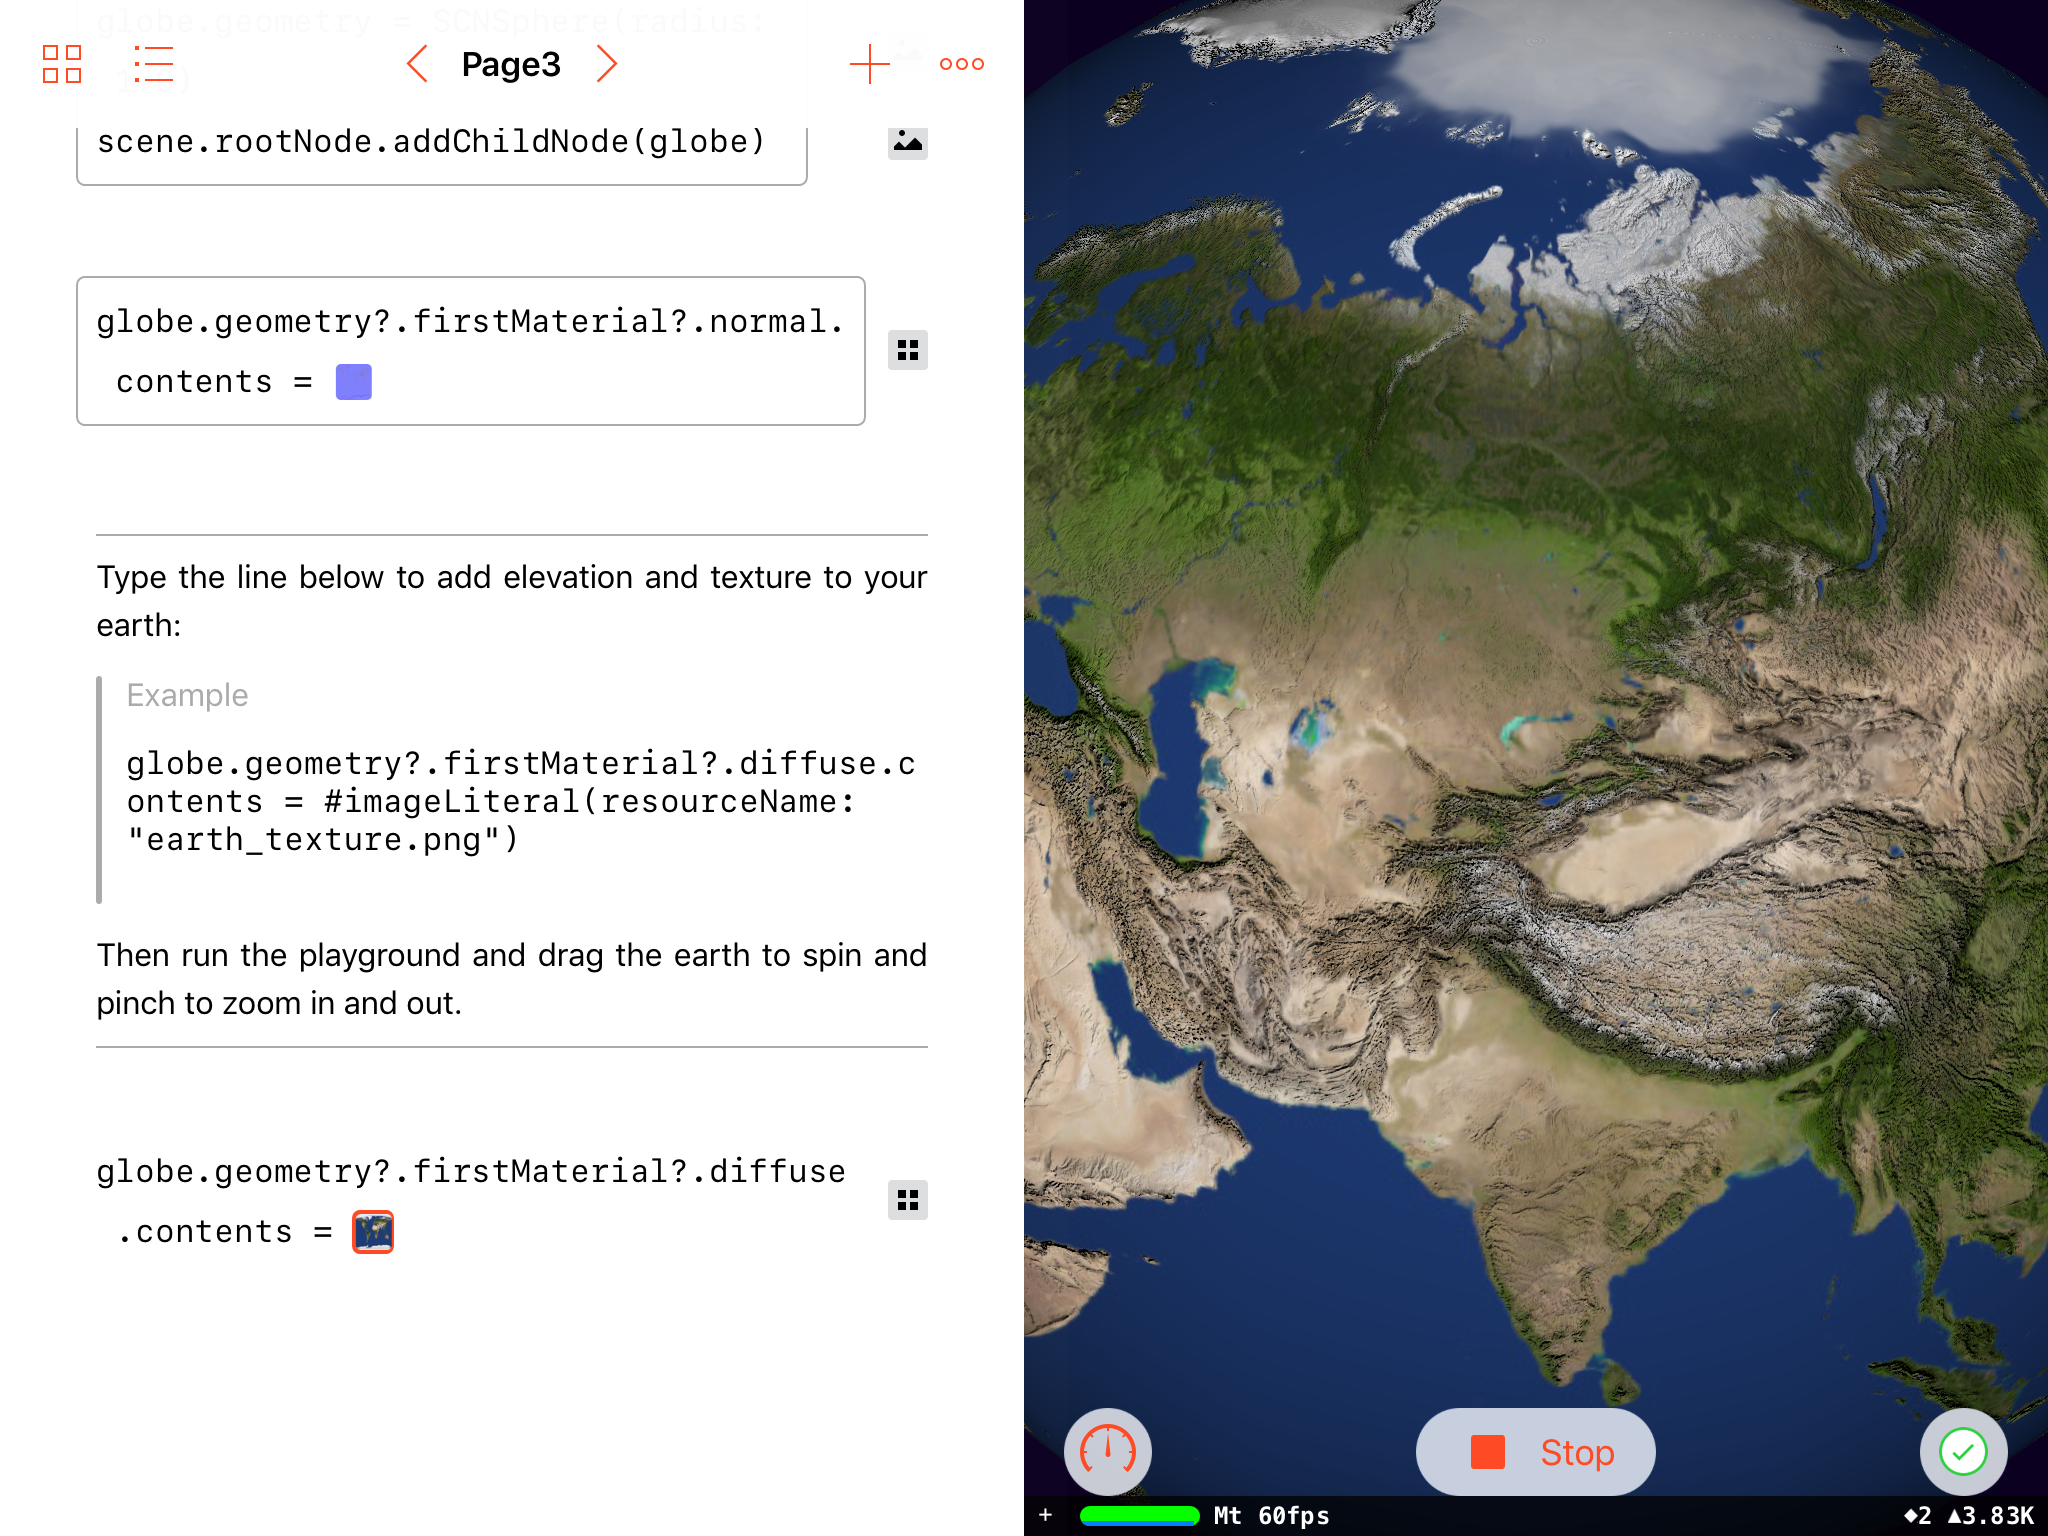 globe.geometry = SCNSphere(radius:
Page3
scene.rootNode.addChildNode(globe)
globe.geometry?.firstMaterial?.normal.
contents =
Type the line below to add elevation and texture to your
earth:
Example
globe.geometry?.firstMaterial?.diffuse.c
ontents = #imageLiteral(resourceName:
"earth_texture.png")
Then run the playground and drag the earth to spin and
pinch to zoom in and out.
globe.geometry?.firstMaterial?.diffuse
.contents =
Stop
+ Mt 60fps ◆2 ▲3.83K